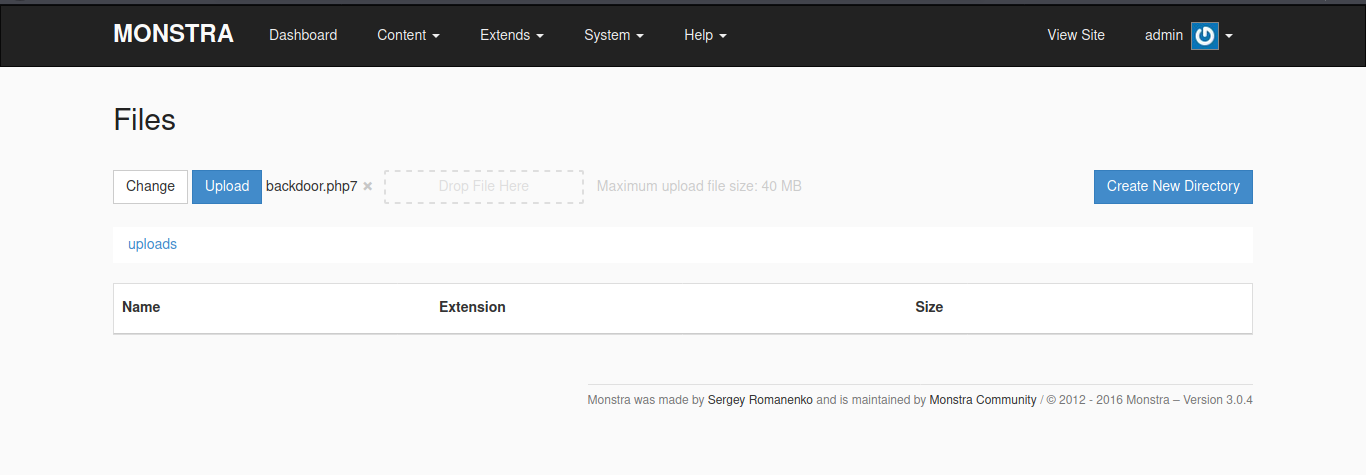 MONSTRA Dashboard Content Extends System Help View Site admin
Files
Change Upload backdoor.php7 × Drop File Here Maximum upload file size: 40 MB Create New Directory
uploads
Name Extension Size
Monstra was made by Sergey Romanenko and is maintained by Monstra Community / © 2012 - 2016 Monstra – Version 3.0.4